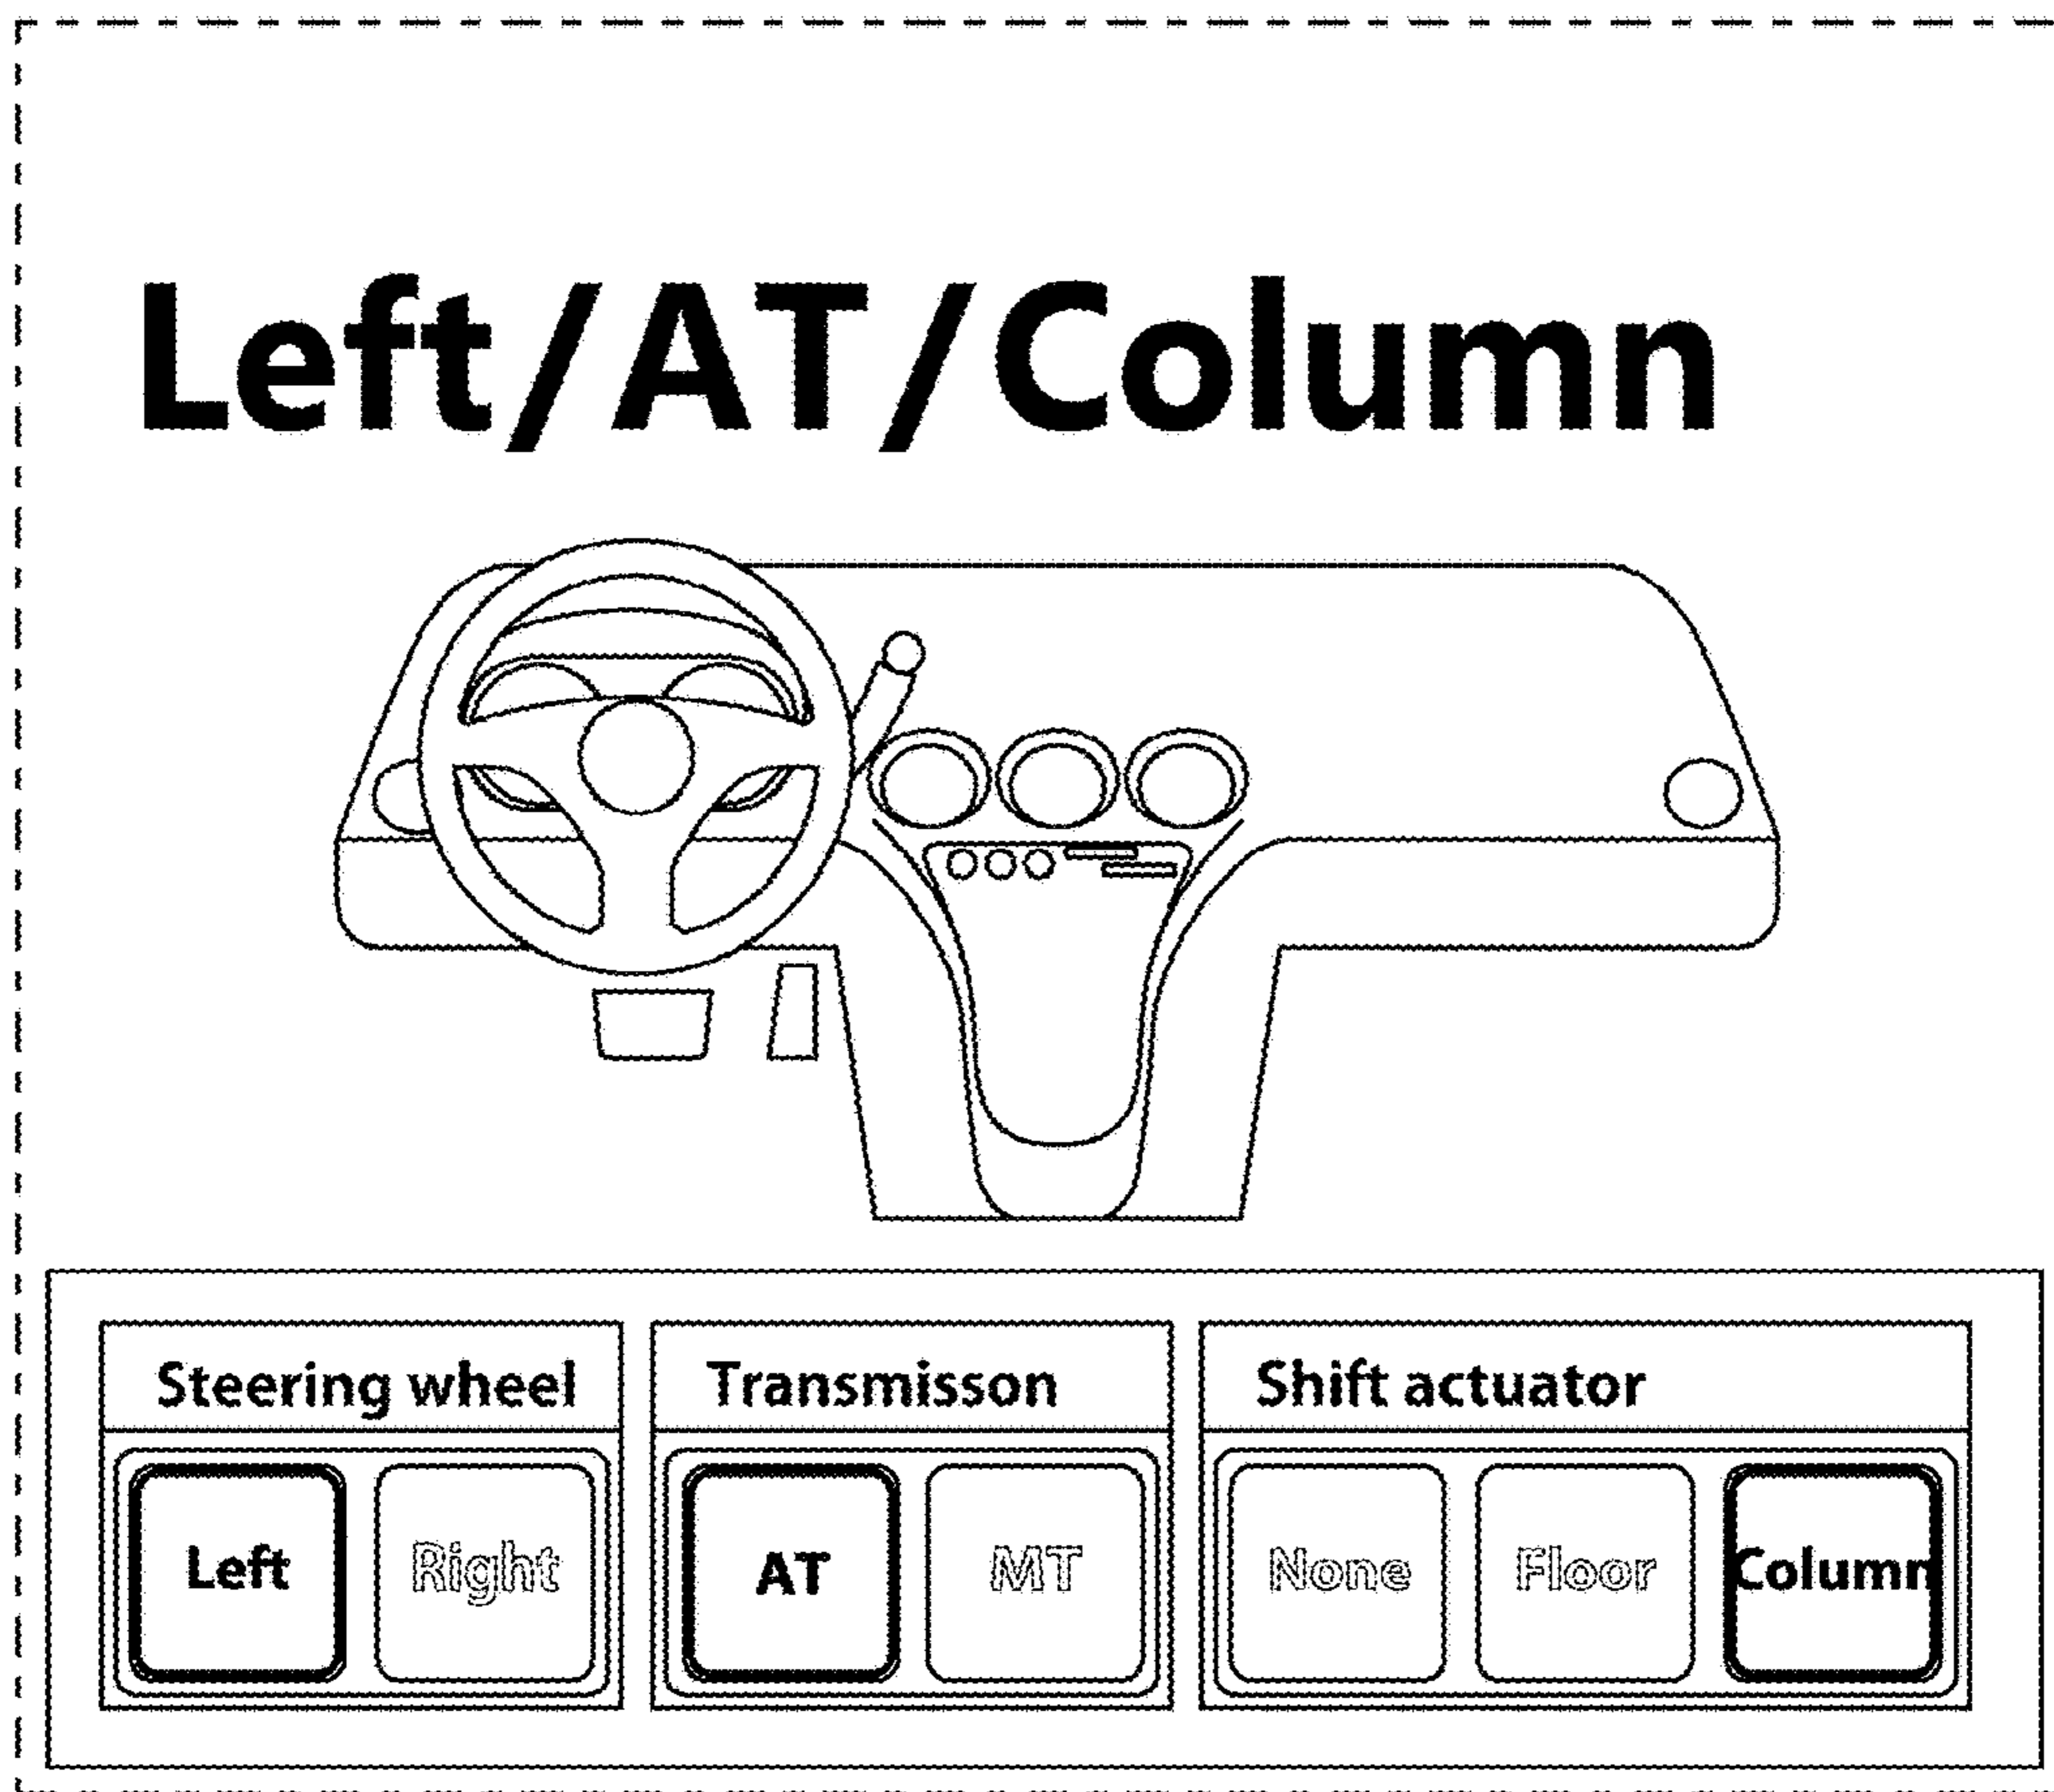 Left/AT/Column
Steering wheel Transmisson Shift actuator
Left Right AT MT None Floor Column